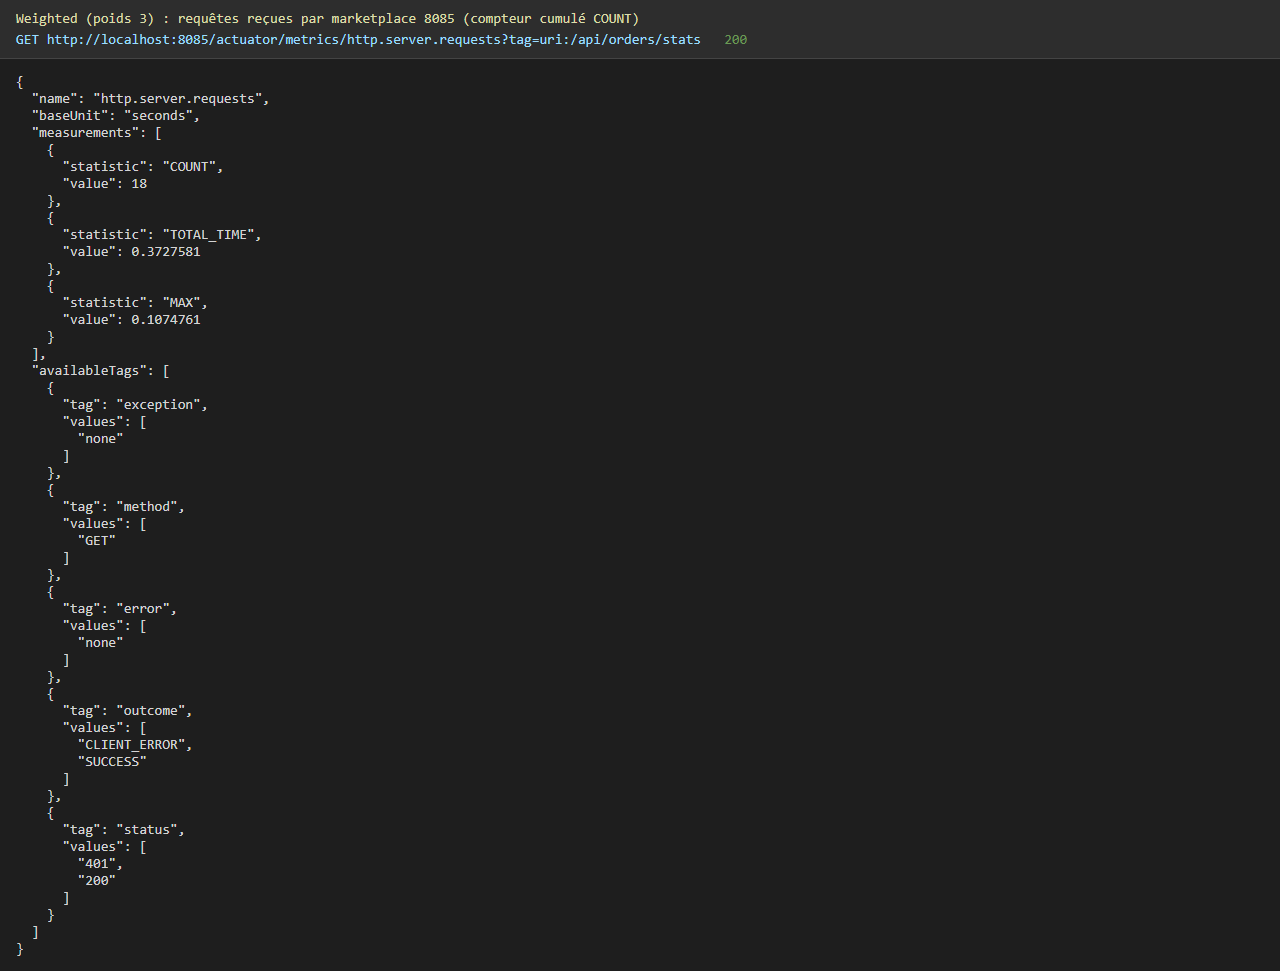 Weighted (poids 3) : requêtes reçues par marketplace 8085 (compteur cumulé COUNT)
GET http://localhost:8085/actuator/metrics/http.server.requests?tag=uri:/api/orders/stats   200
{
  "name": "http.server.requests",
  "baseUnit": "seconds",
  "measurements": [
    {
      "statistic": "COUNT",
      "value": 18
    },
    {
      "statistic": "TOTAL_TIME",
      "value": 0.3727581
    },
    {
      "statistic": "MAX",
      "value": 0.1074761
    }
  ],
  "availableTags": [
    {
      "tag": "exception",
      "values": [
        "none"
      ]
    },
    {
      "tag": "method",
      "values": [
        "GET"
      ]
    },
    {
      "tag": "error",
      "values": [
        "none"
      ]
    },
    {
      "tag": "outcome",
      "values": [
        "CLIENT_ERROR",
        "SUCCESS"
      ]
    },
    {
      "tag": "status",
      "values": [
        "401",
        "200"
      ]
    }
  ]
}